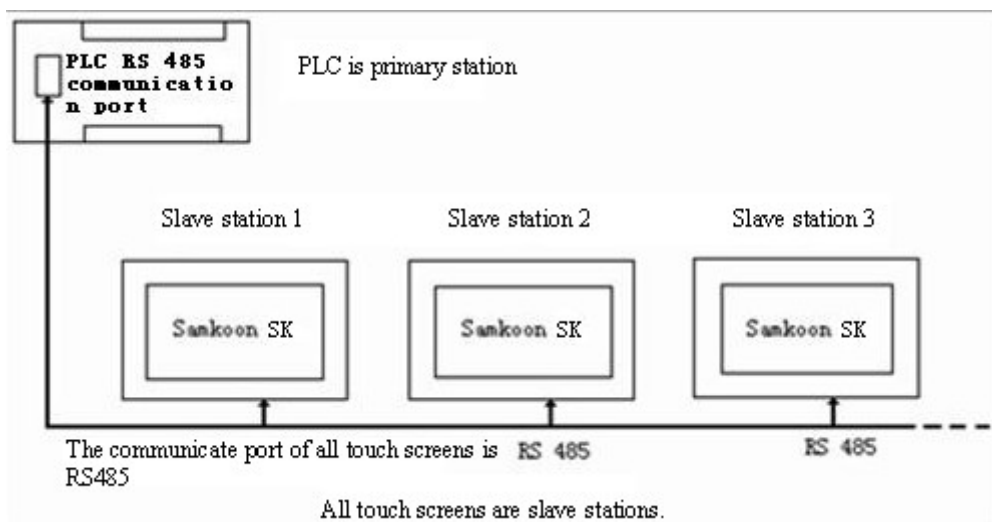 PLC RS 485
communicatio
n port
PLC is primary station
Slave station 1
Slave station 2
Slave station 3
Samkoon SK
Samkoon SK
Samkoon SK
The communicate port of all touch screens is
RS485
RS 485
RS 485
All touch screens are slave stations.